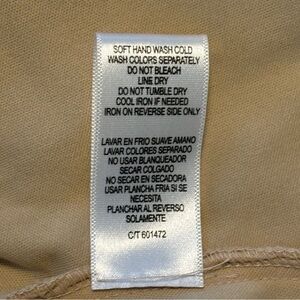 SOFT HAND WASH COLD
WASH COLORS SEPARATELY
DO NOT BLEACH
LINE DRY
DO NOT TUMBLE DRY
COOL IRON IF NEEDED
IRON ON REVERSE SIDE ONLY
LAVAR EN FRIO SUAVE AMANO
LAVAR COLORES SEPARADO
NO USAR BLANQUEADOR
SECAR COLGADO
NO SECAR EN SECADORA
USAR PLANCHA FRIA SI SE
NECESITA
PLANCHAR AL REVERSO
SOLAMENTE
C/T 601472